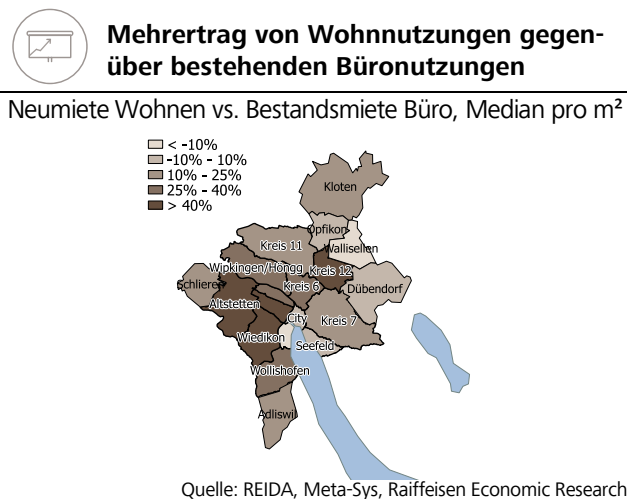 Mehrertrag von Wohnnutzungen gegen-
über bestehenden Büronutzungen
Neumiete Wohnen vs. Bestandsmiete Büro, Median pro m²
< -10%
-10% - 10%
10% - 25%
25% - 40%
> 40%
Kloten
Opfikon
Kreis 11
Wallisellen
Wipkingen/Höngg
Kreis 12
Schlieren
Kreis 6
Dübendorf
Altstetten
City
Kreis 7
Wiedikon
Seefeld
Wollishofen
Adliswil
Quelle: REIDA, Meta-Sys, Raiffeisen Economic Research